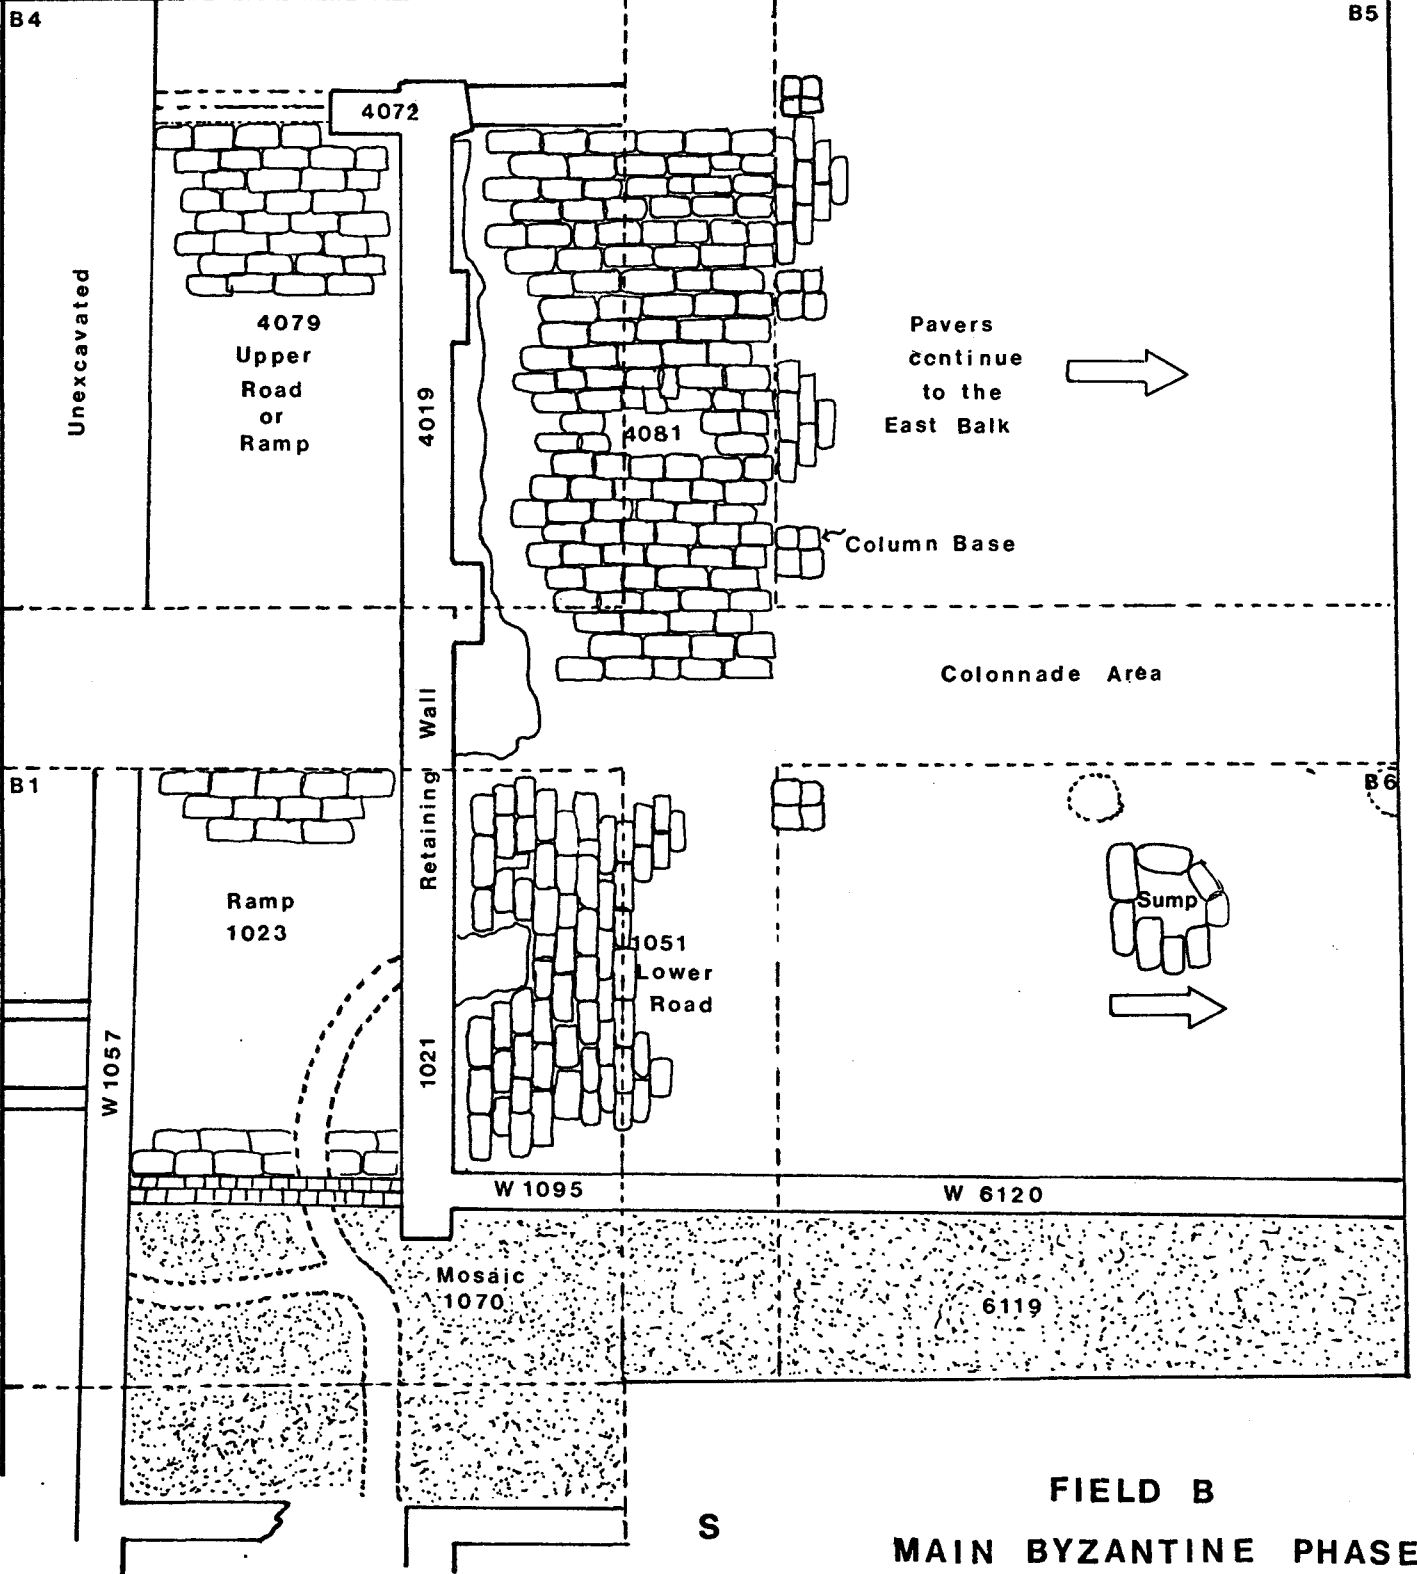 B4
B5
4072
Unexcavated
4079
Upper
Road
or
Ramp
4019
4081
Pavers
continue
to the
East Balk
Column Base
Colonnade Area
Retaining Wall
B1
B6
Ramp
1023
1051
Lower
Road
Sump
W 1057
1021
W 1095
W 6120
Mosaic
1070
6119
S
FIELD B
MAIN BYZANTINE PHASE